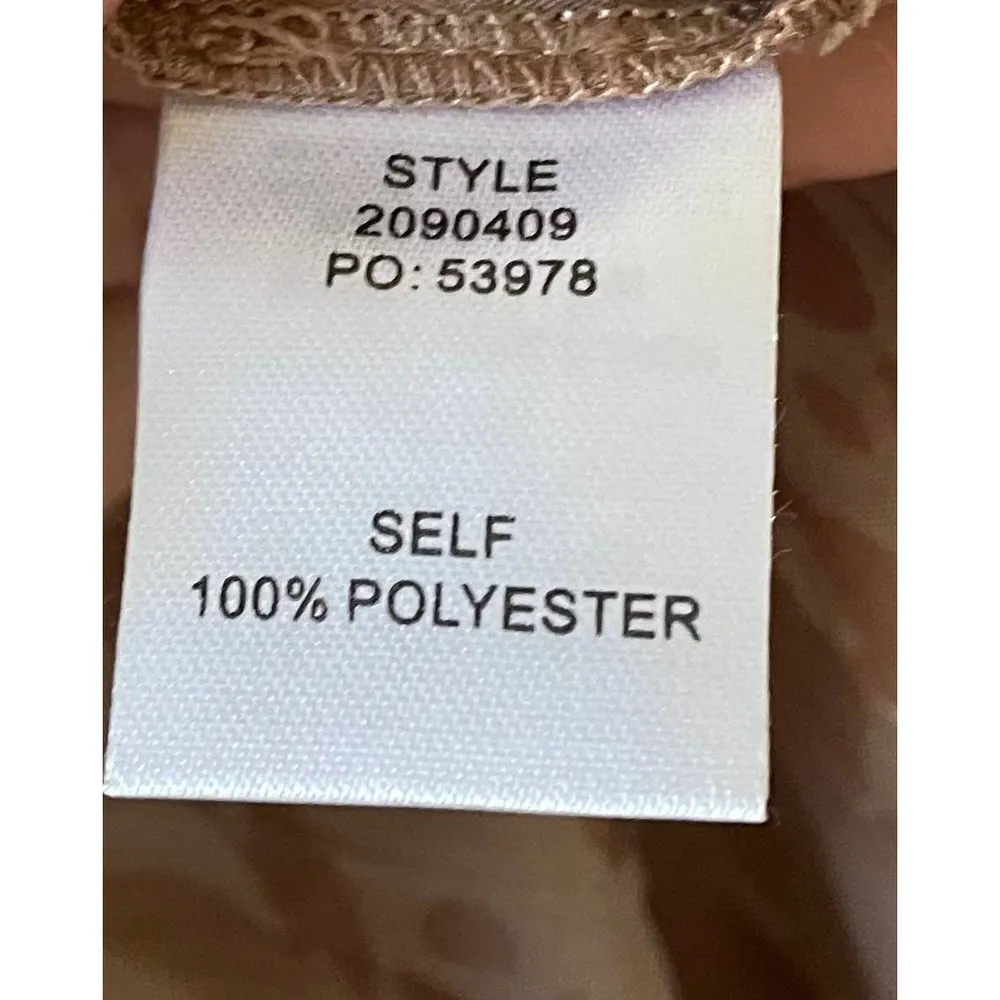 STYLE
2090409
PO: 53978
SELF
100% POLYESTER